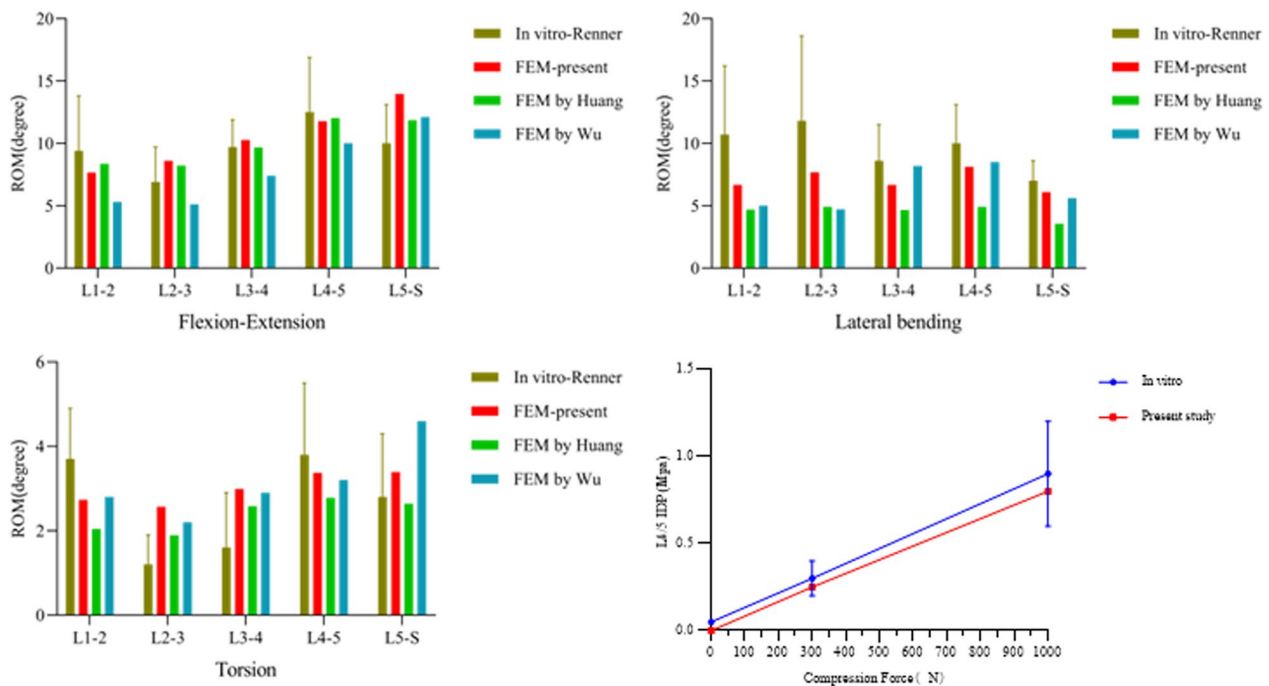 20
15
10
5
0
ROM(degree)
L1-2 L2-3 L3-4 L4-5 L5-S
Flexion-Extension
In vitro-Renner
FEM-present
FEM by Huang
FEM by Wu
20
15
10
5
0
ROM(degree)
L1-2 L2-3 L3-4 L4-5 L5-S
Lateral bending
In vitro-Renner
FEM-present
FEM by Huang
FEM by Wu
6
4
2
0
ROM(degree)
L1-2 L2-3 L3-4 L4-5 L5-S
Torsion
In vitro-Renner
FEM-present
FEM by Huang
FEM by Wu
1.5
1.0
0.5
0.0
L4/5 IDP (Mpa)
0 100 200 300 400 500 600 700 800 900 1000
Compression Force ( N)
In vitro
Present study